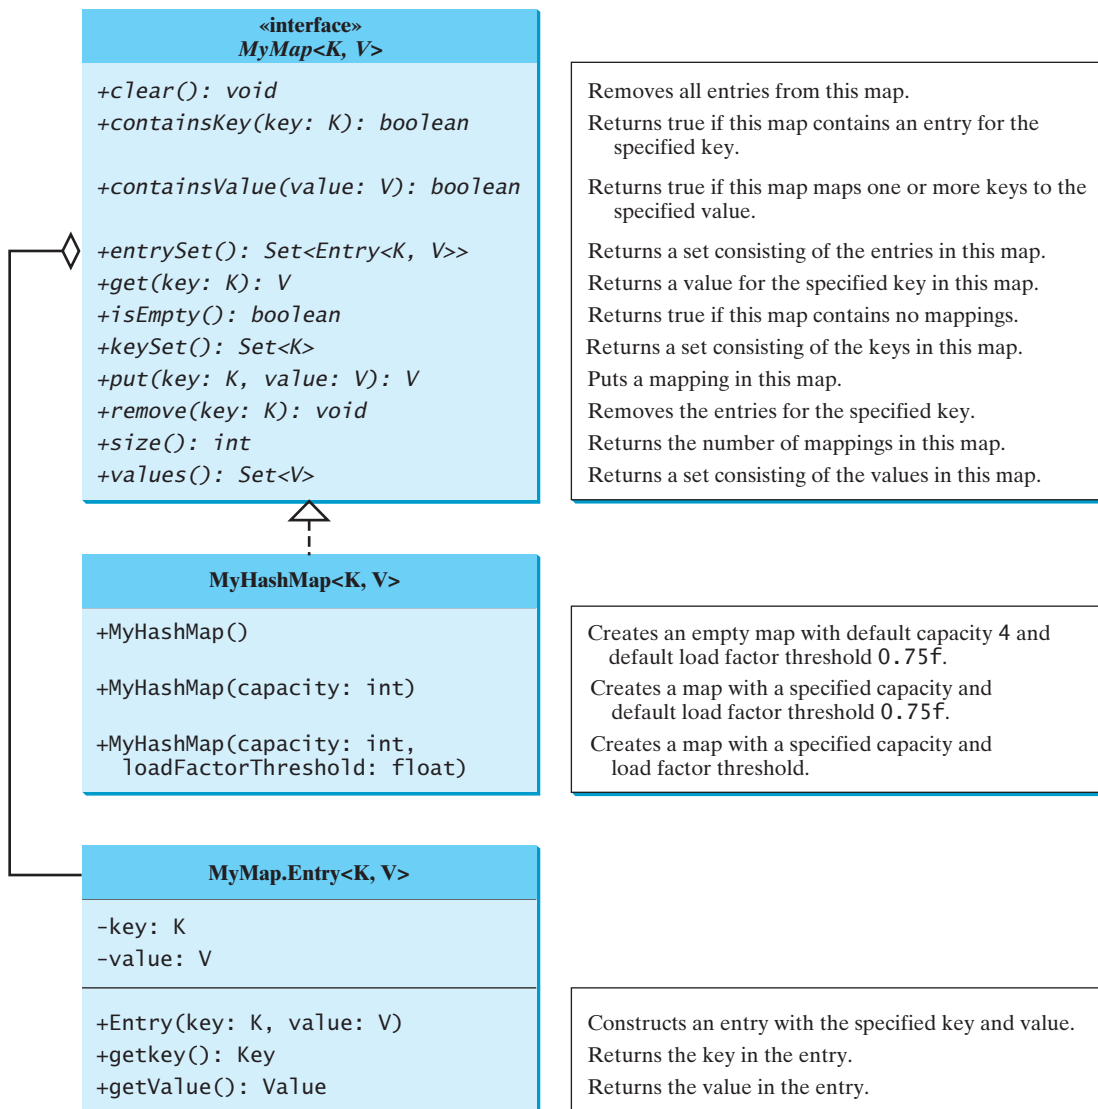 «interface»
MyMap<K, V>
+clear(): void
Removes all entries from this map.
+containsKey(key: K): boolean
Returns true if this map contains an entry for the
specified key.
+containsValue(value: V): boolean
Returns true if this map maps one or more keys to the
specified value.
+entrySet(): Set<Entry<K, V>>
Returns a set consisting of the entries in this map.
+get(key: K): V
Returns a value for the specified key in this map.
+isEmpty(): boolean
Returns true if this map contains no mappings.
+keySet(): Set<K>
Returns a set consisting of the keys in this map.
+put(key: K, value: V): V
Puts a mapping in this map.
+remove(key: K): void
Removes the entries for the specified key.
+size(): int
Returns the number of mappings in this map.
+values(): Set<V>
Returns a set consisting of the values in this map.
MyHashMap<K, V>
+MyHashMap()
Creates an empty map with default capacity 4 and
default load factor threshold 0.75f.
+MyHashMap(capacity: int)
Creates a map with a specified capacity and
default load factor threshold 0.75f.
+MyHashMap(capacity: int,
loadFactorThreshold: float)
Creates a map with a specified capacity and
load factor threshold.
MyMap.Entry<K, V>
-key: K
-value: V
+Entry(key: K, value: V)
Constructs an entry with the specified key and value.
+getkey(): Key
Returns the key in the entry.
+getValue(): Value
Returns the value in the entry.